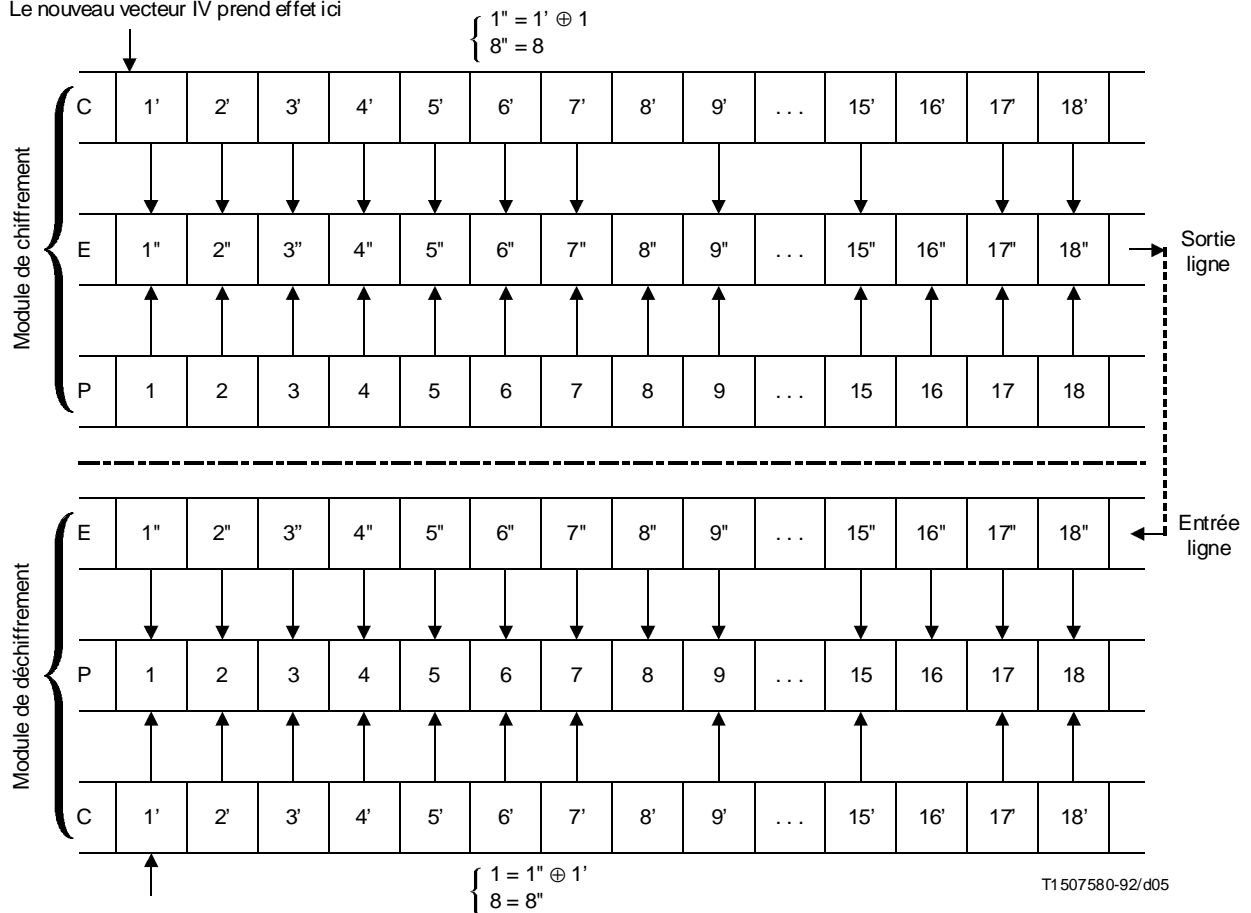 Le nouveau vecteur IV prend effet ici
1" = 1' ⊕ 1
8" = 8
Module de chiffrement
C 1' 2' 3' 4' 5' 6' 7' 8' 9' . . . 15' 16' 17' 18'
E 1" 2" 3" 4" 5" 6" 7" 8" 9" . . . 15" 16" 17" 18"
Sortie
ligne
P 1 2 3 4 5 6 7 8 9 . . . 15 16 17 18
Module de déchiffrement
E 1" 2" 3" 4" 5" 6" 7" 8" 9" . . . 15" 16" 17" 18"
Entrée
ligne
P 1 2 3 4 5 6 7 8 9 . . . 15 16 17 18
C 1' 2' 3' 4' 5' 6' 7' 8' 9' . . . 15' 16' 17' 18'
1 = 1" ⊕ 1'
8 = 8"
T1507580-92/d05